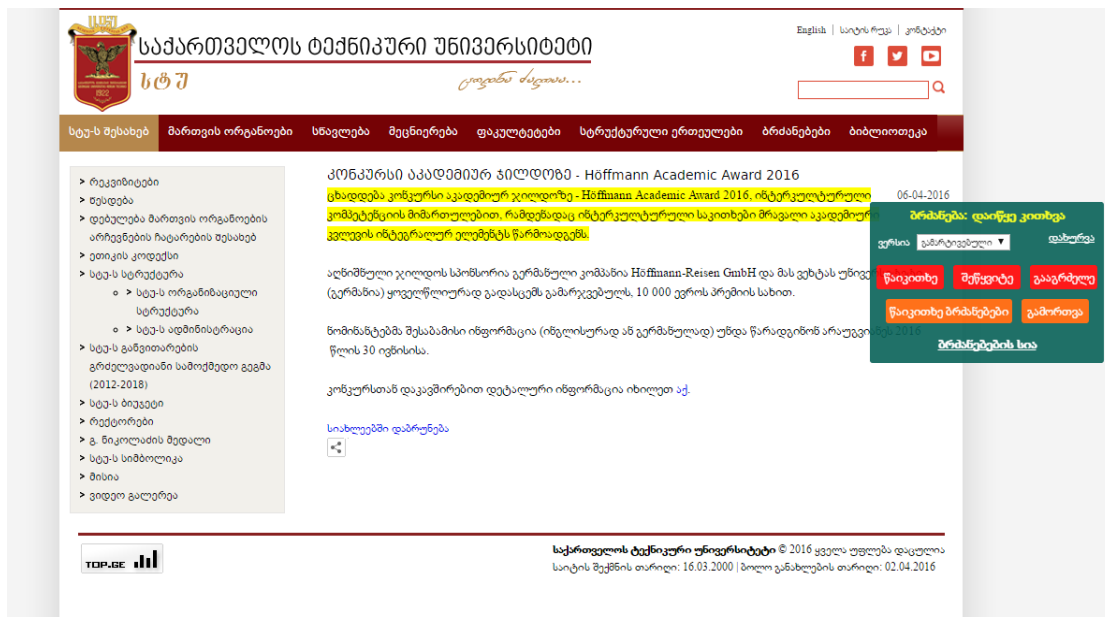 English | საიტის რუკა | კონტაქტი
საქართველოს ტექნიკური უნივერსიტეტი
სტუ
ცოდნა ძალაა...
1922
სტუ-ს შესახებ მართვის ორგანოები სწავლება მეცნიერება ფაკულტეტები სტრუქტურული ერთეულები ბრძანებები ბიბლიოთეკა
> რეკვიზიტები
> წესდება
> დებულება მართვის ორგანოების
არჩევნების ჩატარების შესახებ
> ეთიკის კოდექსი
> სტუ-ს სტრუქტურა
> სტუ-ს ორგანიზაციული
სტრუქტურა
> სტუ-ს ადმინისტრაცია
> სტუ-ს განვითარების
გრძელვადიანი სამოქმედო გეგმა
(2012-2018)
> სტუ-ს ბიუჯეტი
> რექტორები
> გ. ნიკოლაძის მედალი
> სტუ-ს სიმბოლიკა
> მისია
> ვიდეო გალერეა
კონკურსი აკადემიურ ჯილდოზე - Höffmann Academic Award 2016
06-04-2016
ცხადდება კონკურსი აკადემიურ ჯილდოზე - Höffmann Academic Award 2016, ინტერკულტურული
კომპეტენციის მიმართულებით, რამდენადაც ინტერკულტურული საკითხები მრავალი აკადემიური
კვლევის ინტეგრალურ ელემენტს წარმოადგენს.
აღნიშნული ჯილდოს სპონსორია გერმანული კომპანია Höffmann-Reisen GmbH და მას ვეხტას
(გერმანია) ყოველწლიურად გადასცემს გამარჯვებულს, 10 000 ევროს პრემიის სახით.
ნომინანტებმა შესაბამისი ინფორმაცია (ინგლისურად ან გერმანულად) უნდა წარადგინონ არაუგვიანეს 2016
წლის 30 ივნისისა.
კონკურსთან დაკავშირებით დეტალური ინფორმაცია იხილეთ აქ.
სიახლეებში დაბრუნება
ბრძანება: დაიწყე კითხვა
ვერსია გამარტივებული ▼ დახურვა
წაიკითხე შეწყვიტე გააგრძელე
წაიკითხე ბრძანებები გამორთვა
ბრძანებების სია
TOP.GE
საქართველოს ტექნიკური უნივერსიტეტი © 2016 ყველა უფლება დაცულია
საიტის შექმნის თარიღი: 16.03.2000 | ბოლო განახლების თარიღი: 02.04.2016